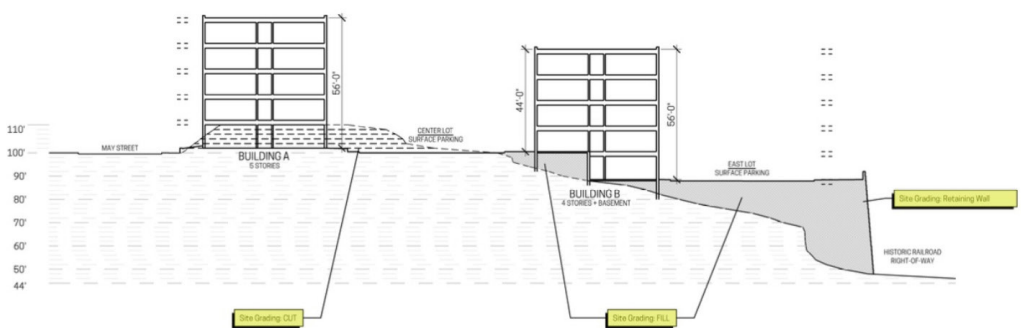 56'-0"
44'-0"
56'-0"
110'
100'
90'
80'
70'
60'
50'
44'
MAY STREET
BUILDING A
5 STORIES
CENTER LOT
SURFACE PARKING
BUILDING B
4 STORIES + BASEMENT
EAST LOT
SURFACE PARKING
Site Grading: Retaining Wall
HISTORIC RAILROAD
RIGHT-OF-WAY
Site Grading: CUT
Site Grading: FILL